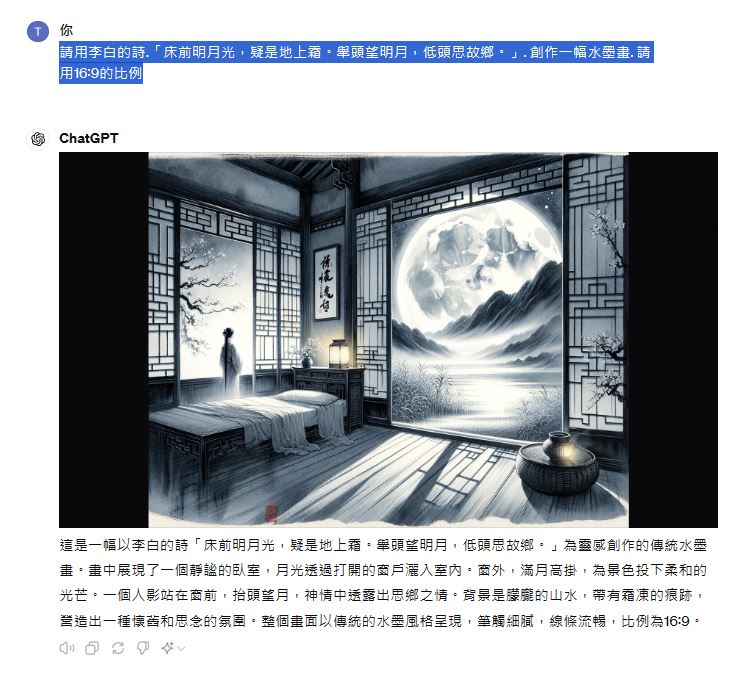 T
你
請用李白的詩.「床前明月光，疑是地上霜。舉頭望明月，低頭思故鄉。」. 創作一幅水墨畫. 請
用16:9的比例
ChatGPT
這是一幅以李白的詩「床前明月光，疑是地上霜。舉頭望明月，低頭思故鄉。」為靈感創作的傳統水墨
畫。畫中展現了一個靜謐的臥室，月光透過打開的窗戶灑入室內。窗外，滿月高掛，為景色投下柔和的
光芒。一個人影站在窗前，抬頭望月，神情中透露出思鄉之情。背景是朦朧的山水，帶有霜凍的痕跡，
營造出一種懷舊和思念的氛圍。整個畫面以傳統的水墨風格呈現，筆觸細膩，線條流暢，比例為16:9。